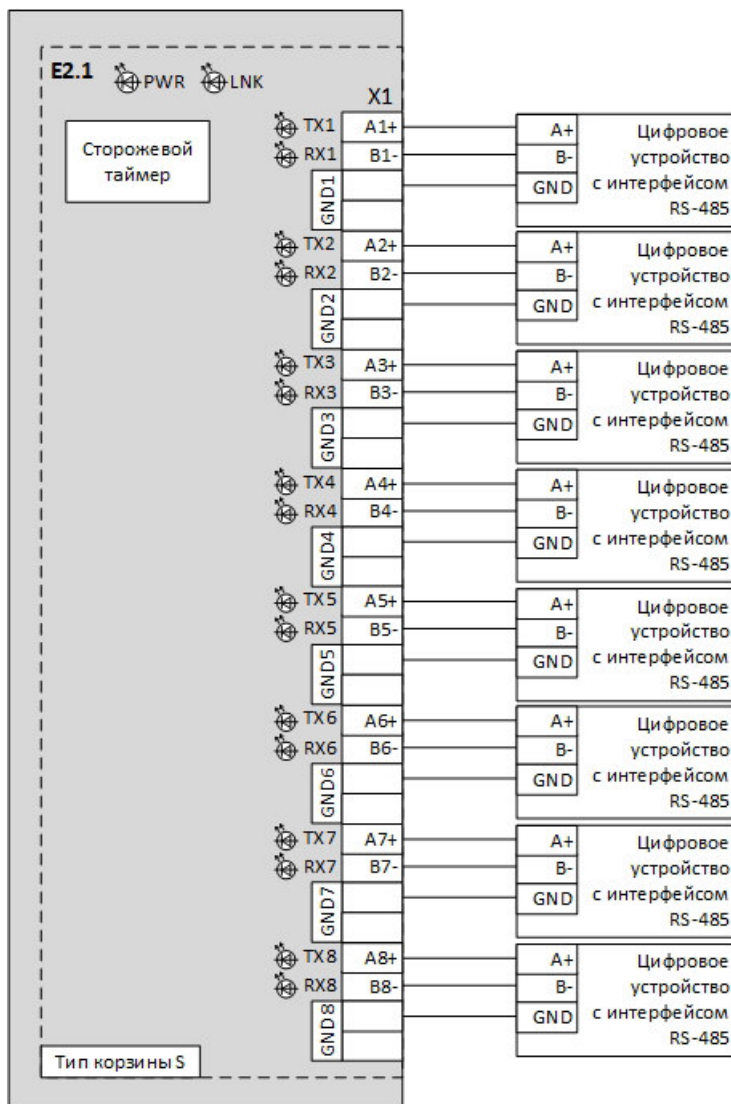 E2.1
PWR
LNK
X1
Сторожевой
таймер
TX1
A1+
RX1
B1-
GND1
A+
B-
GND
Цифровое
устройство
с интерфейсом
RS-485
TX2
A2+
RX2
B2-
GND2
A+
B-
GND
Цифровое
устройство
с интерфейсом
RS-485
TX3
A3+
RX3
B3-
GND3
A+
B-
GND
Цифровое
устройство
с интерфейсом
RS-485
TX4
A4+
RX4
B4-
GND4
A+
B-
GND
Цифровое
устройство
с интерфейсом
RS-485
TX5
A5+
RX5
B5-
GND5
A+
B-
GND
Цифровое
устройство
с интерфейсом
RS-485
TX6
A6+
RX6
B6-
GND6
A+
B-
GND
Цифровое
устройство
с интерфейсом
RS-485
TX7
A7+
RX7
B7-
GND7
A+
B-
GND
Цифровое
устройство
с интерфейсом
RS-485
TX8
A8+
RX8
B8-
GND8
A+
B-
GND
Цифровое
устройство
с интерфейсом
RS-485
Тип корзины S